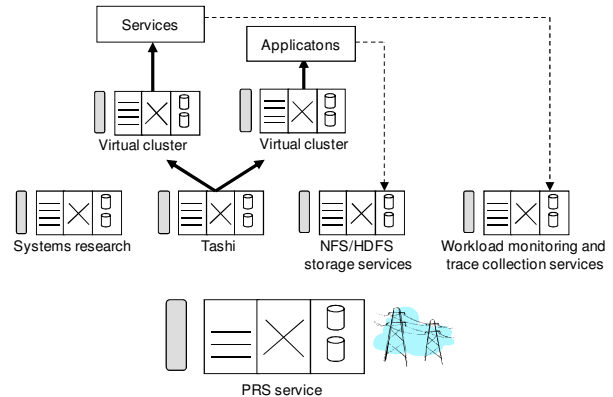 Services
Applicatons
Virtual cluster
Virtual cluster
Systems research
Tashi
NFS/HDFS
storage services
Workload monitoring and
trace collection services
PRS service